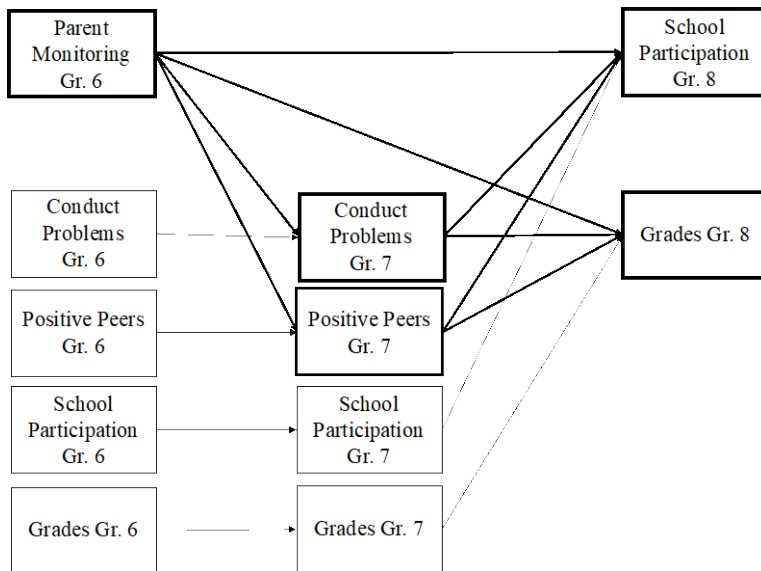 Parent
Monitoring
Gr. 6
School
Participation
Gr. 8
Conduct
Problems
Gr. 6
Conduct
Problems
Gr. 7
Grades Gr. 8
Positive Peers
Gr. 6
Positive Peers
Gr. 7
School
Participation
Gr. 6
School
Participation
Gr. 7
Grades Gr. 6
Grades Gr. 7